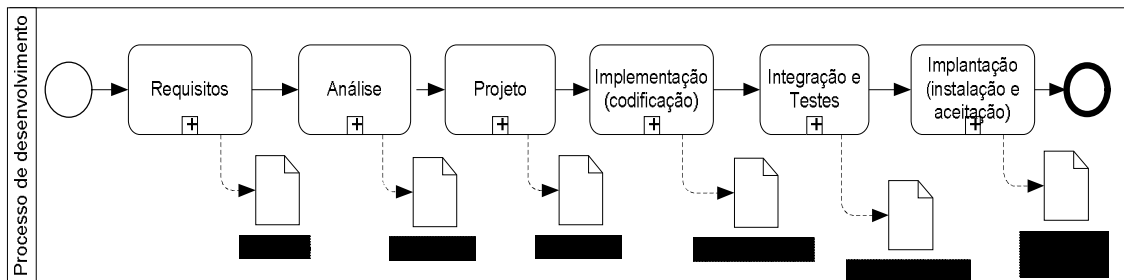 Processo de desenvolvimento
Requisitos
Análise
Projeto
Implementação
(codificação)
Integração e
Testes
Implantação
(instalação e
aceitação)